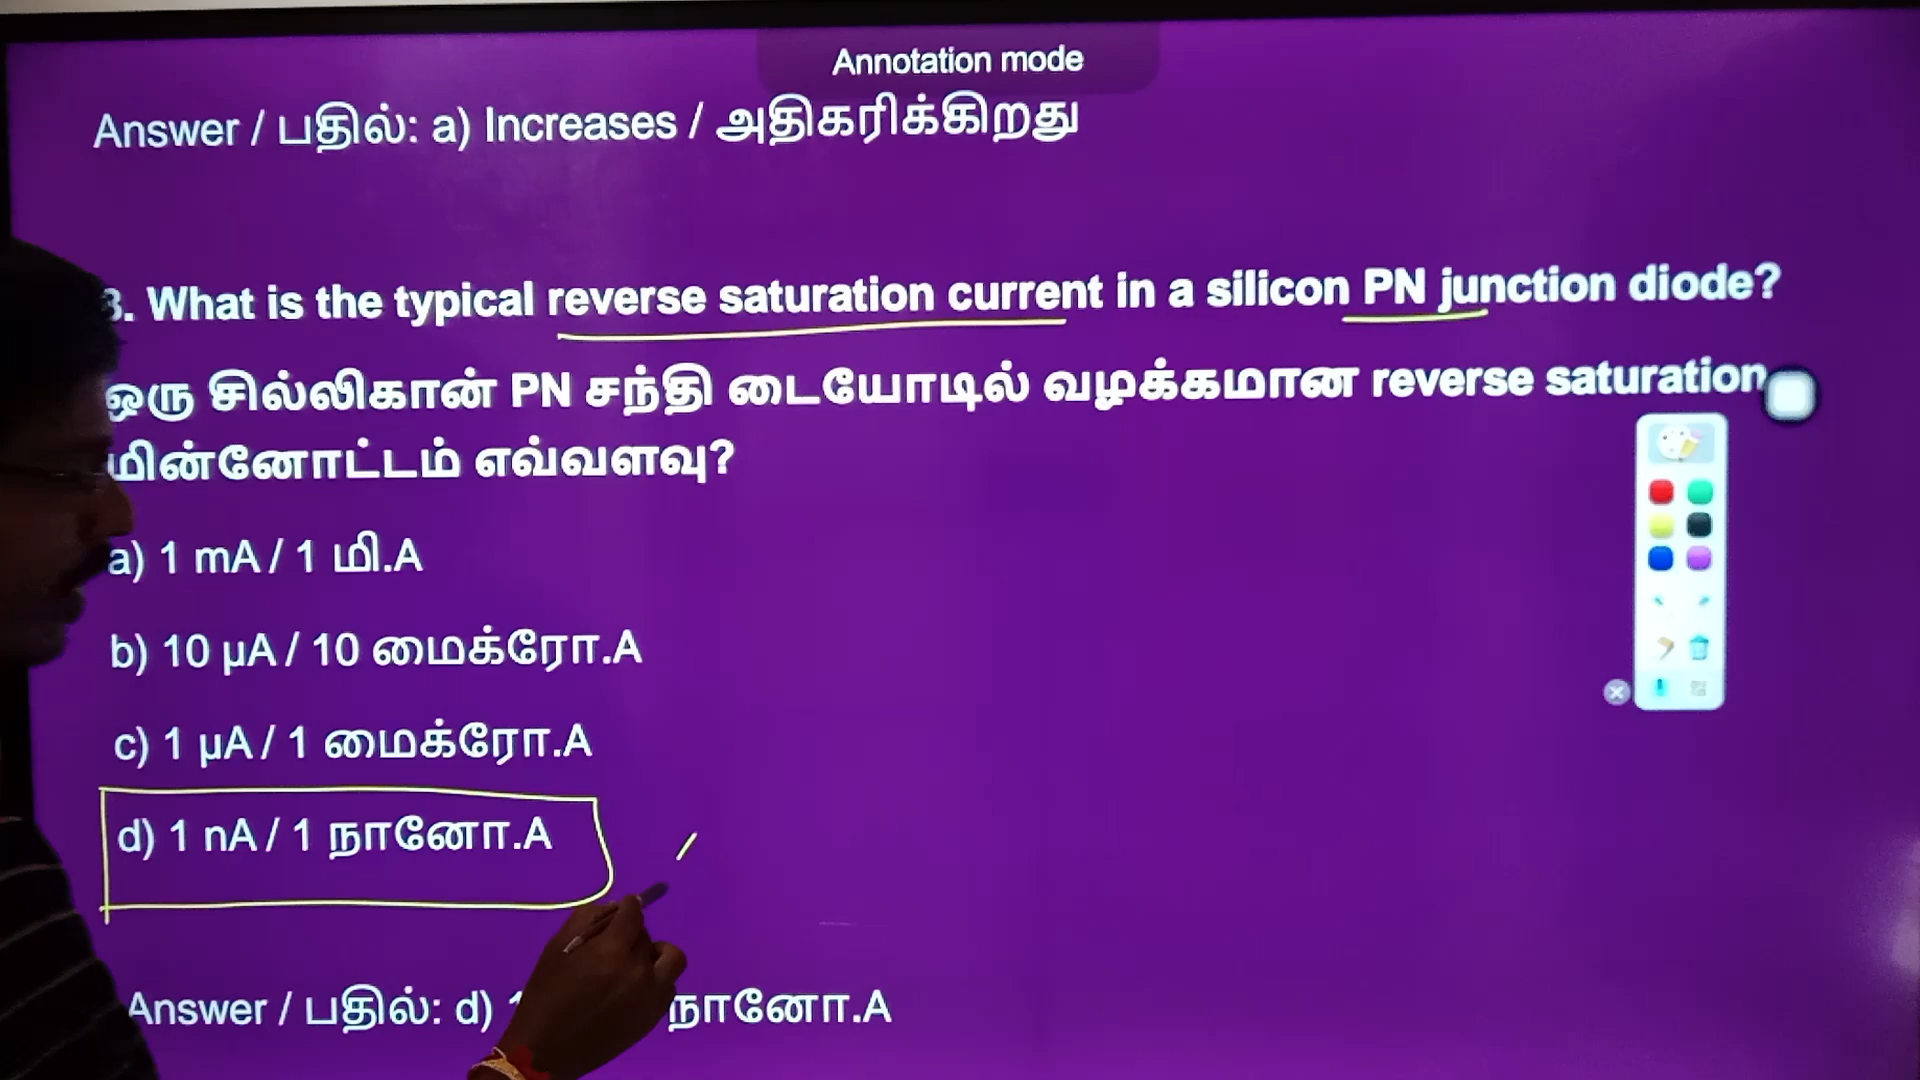 Annotation mode
Answer / பதில்: a) Increases / அதிகரிக்கிறது
3. What is the typical reverse saturation current in a silicon PN junction diode?
ஒரு சில்லிகான் PN சந்தி டையோடில் வழக்கமான reverse saturation
மின்னோட்டம் எவ்வளவு?
a) 1 mA / 1 மி.A
b) 10 μA / 10 மைக்ரோ.A
c) 1 μA / 1 மைக்ரோ.A
d) 1 nA / 1 நானோ.A
Answer / பதில்: d) நானோ.A